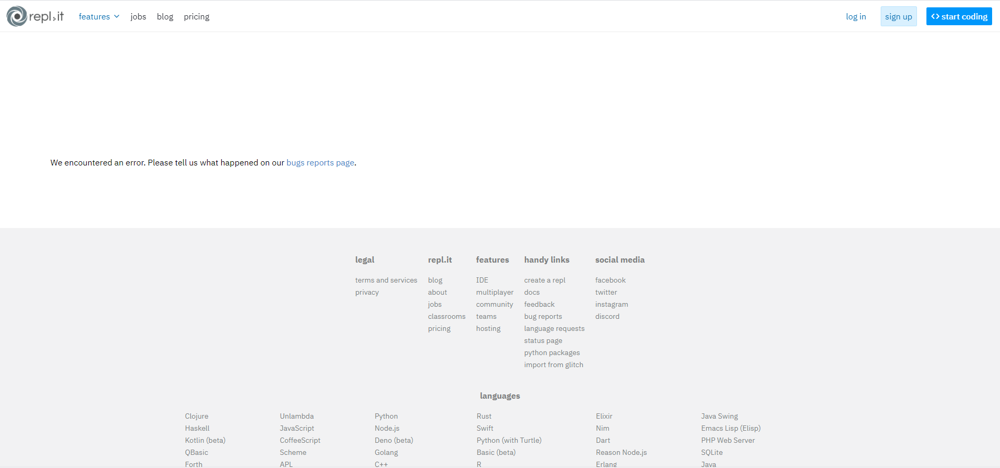 repl.it features jobs blog pricing log in sign up <> start coding
We encountered an error. Please tell us what happened on our bugs reports page.
legal
terms and services
privacy
repl.it
blog
about
jobs
classrooms
pricing
features
IDE
multiplayer
community
teams
hosting
handy links
create a repl
docs
feedback
bug reports
language requests
status page
python packages
import from glitch
social media
facebook
twitter
instagram
discord
languages
Clojure
Haskell
Kotlin (beta)
QBasic
Forth
Unlambda
JavaScript
CoffeeScript
Scheme
APL
Python
Node.js
Deno (beta)
Golang
C++
Rust
Swift
Python (with Turtle)
Basic (beta)
R
Elixir
Nim
Dart
Reason Node.js
Erlang
Java Swing
Emacs Lisp (Elisp)
PHP Web Server
SQLite
Java